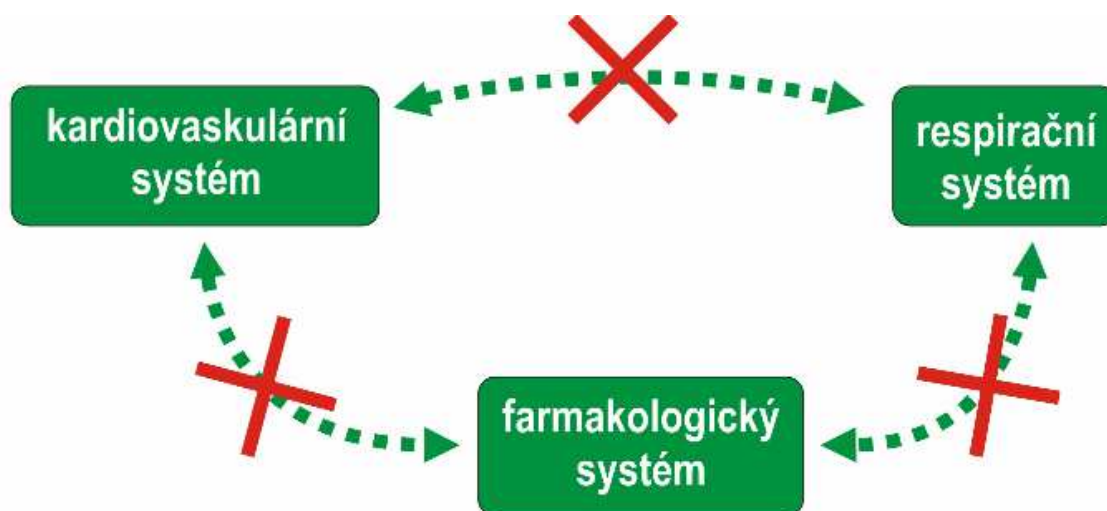 kardiovaskulární
systém
respirační
systém
farmakologický
systém